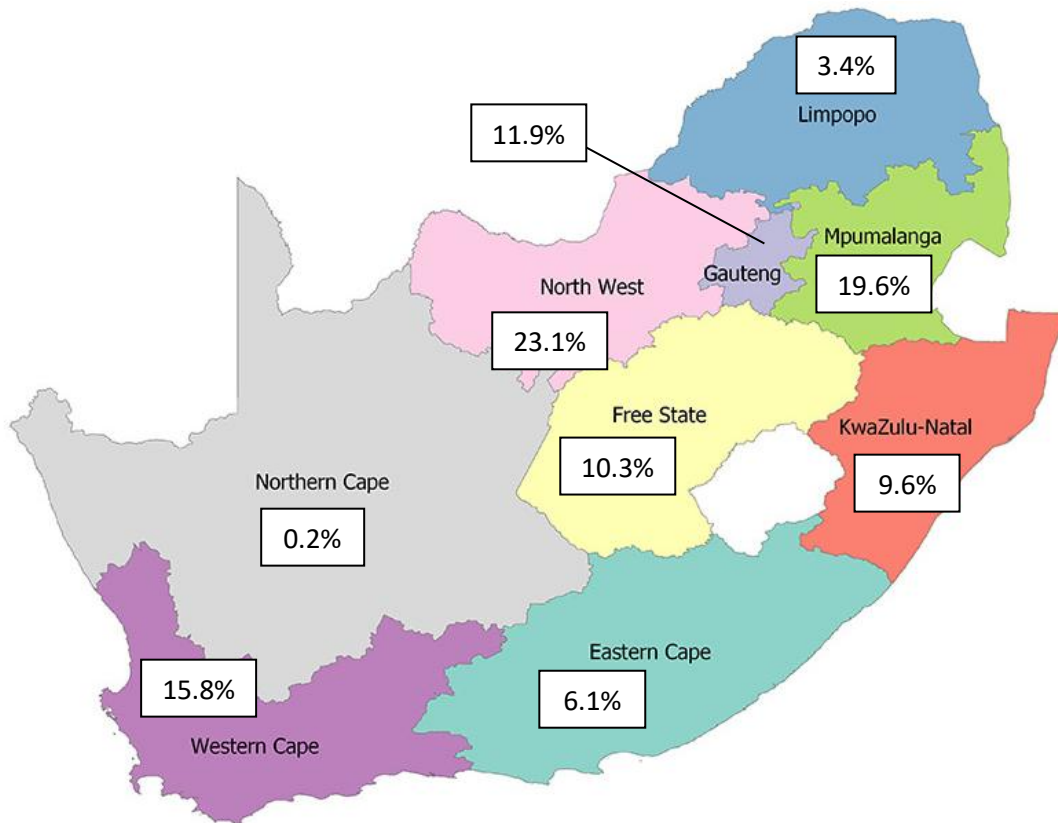 3.4%
Limpopo
11.9%
Mpumalanga
19.6%
Gauteng
North West
23.1%
Free State
10.3%
KwaZulu-Natal
9.6%
Northern Cape
0.2%
Eastern Cape
6.1%
15.8%
Western Cape